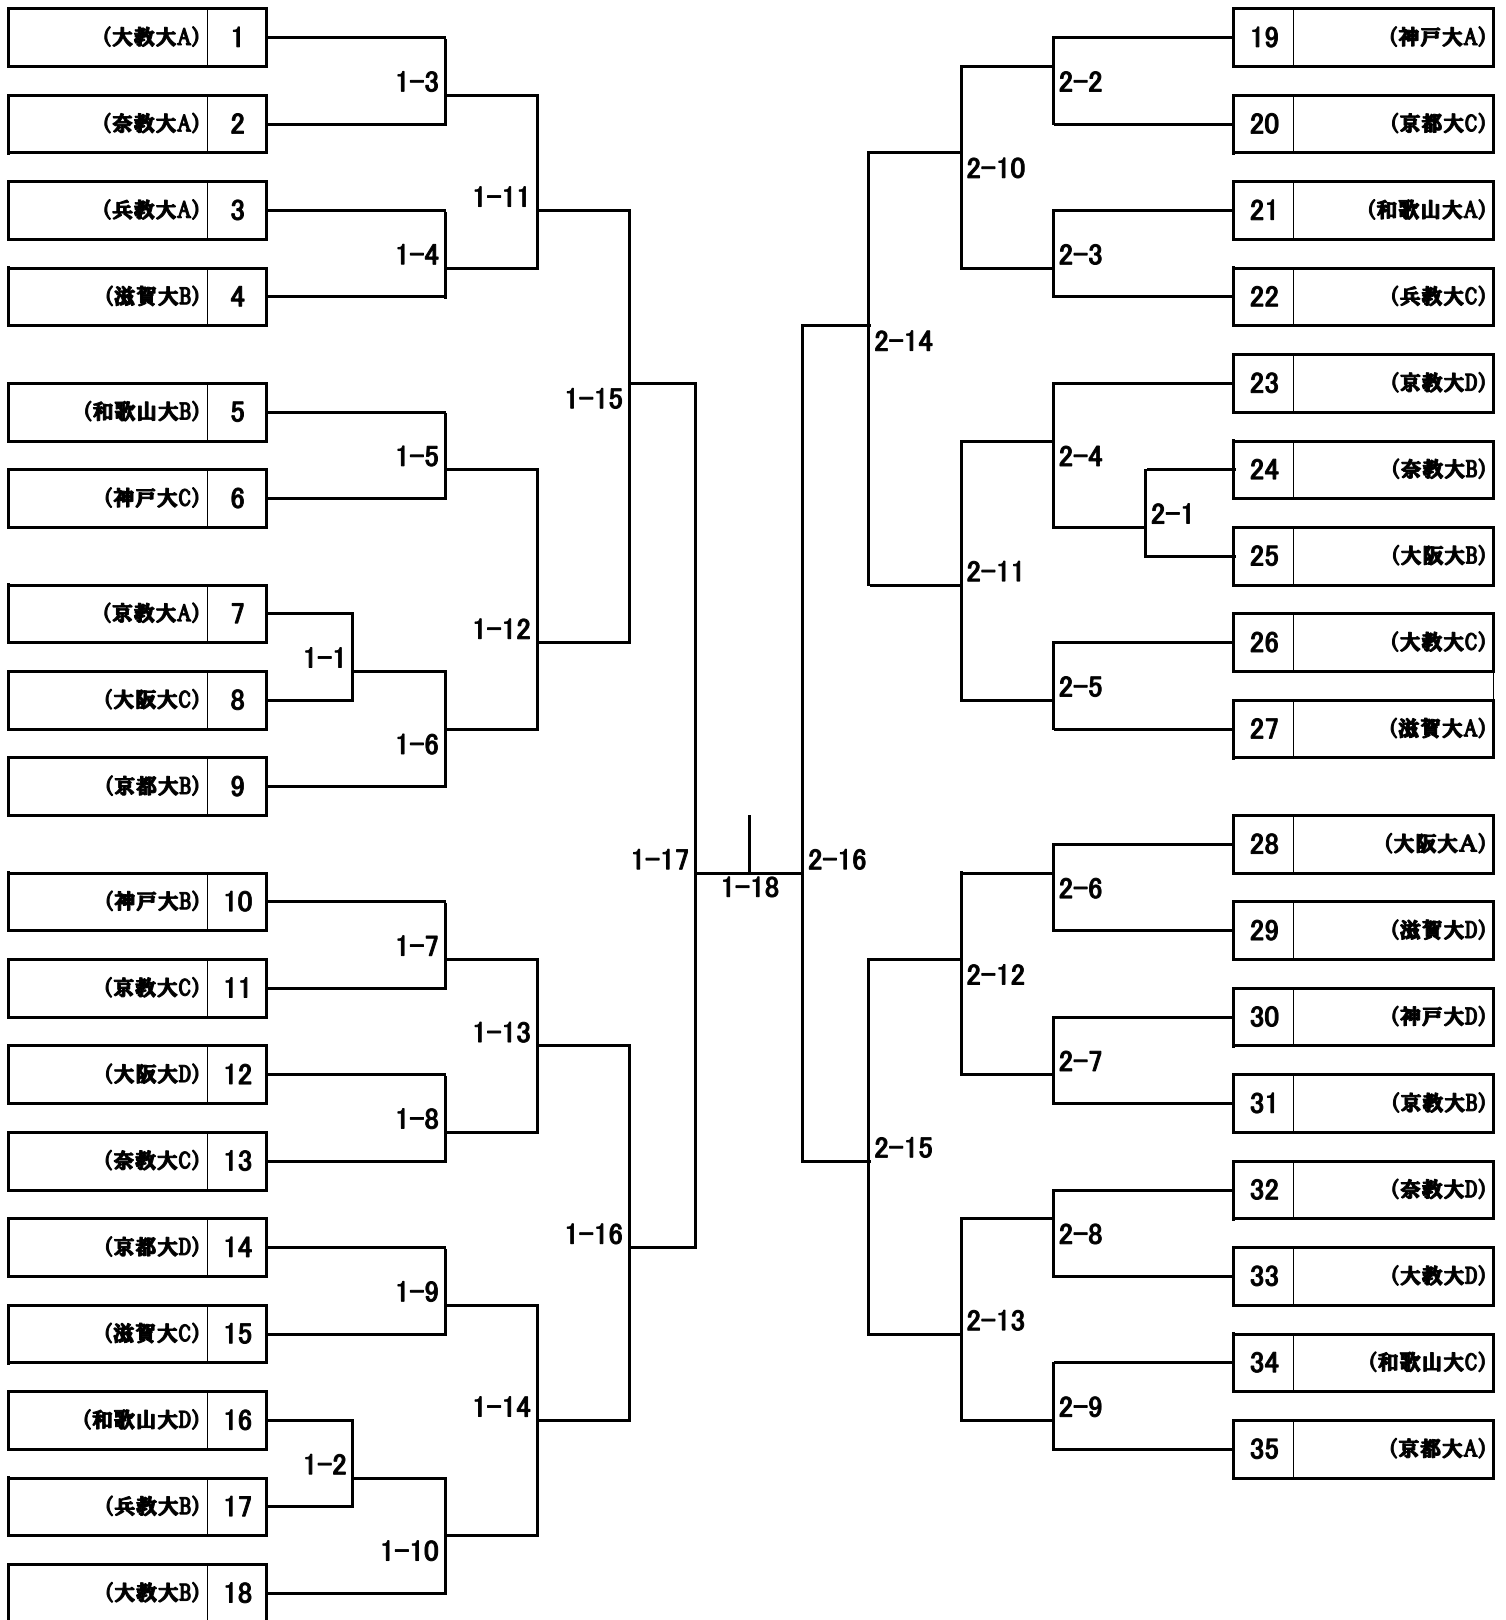 (大教大A) 1
1-3
(奈教大A) 2
1-11
(兵教大A) 3
1-4
(滋賀大B) 4
1-15
(和歌山大B) 5
1-5
(神戸大C) 6
(京教大A) 7
1-12
1-1
(大阪大C) 8
1-6
(京都大B) 9
1-17
(神戸大B) 10
1-7
(京教大C) 11
1-13
(大阪大D) 12
1-8
(奈教大C) 13
1-16
(京都大D) 14
1-9
(滋賀大C) 15
1-14
(和歌山大D) 16
1-2
(兵教大B) 17
1-10
(大教大B) 18
1-18
19 (神戸大A)
2-2
20 (京都大C)
2-10
21 (和歌山大A)
2-3
22 (兵教大C)
2-14
23 (京教大D)
2-4
24 (奈教大B)
2-1
25 (大阪大B)
2-11
26 (大教大C)
2-5
27 (滋賀大A)
2-16
28 (大阪大A)
2-6
29 (滋賀大D)
2-12
30 (神戸大D)
2-7
31 (京教大B)
2-15
32 (奈教大D)
2-8
33 (大教大D)
2-13
34 (和歌山大C)
2-9
35 (京都大A)